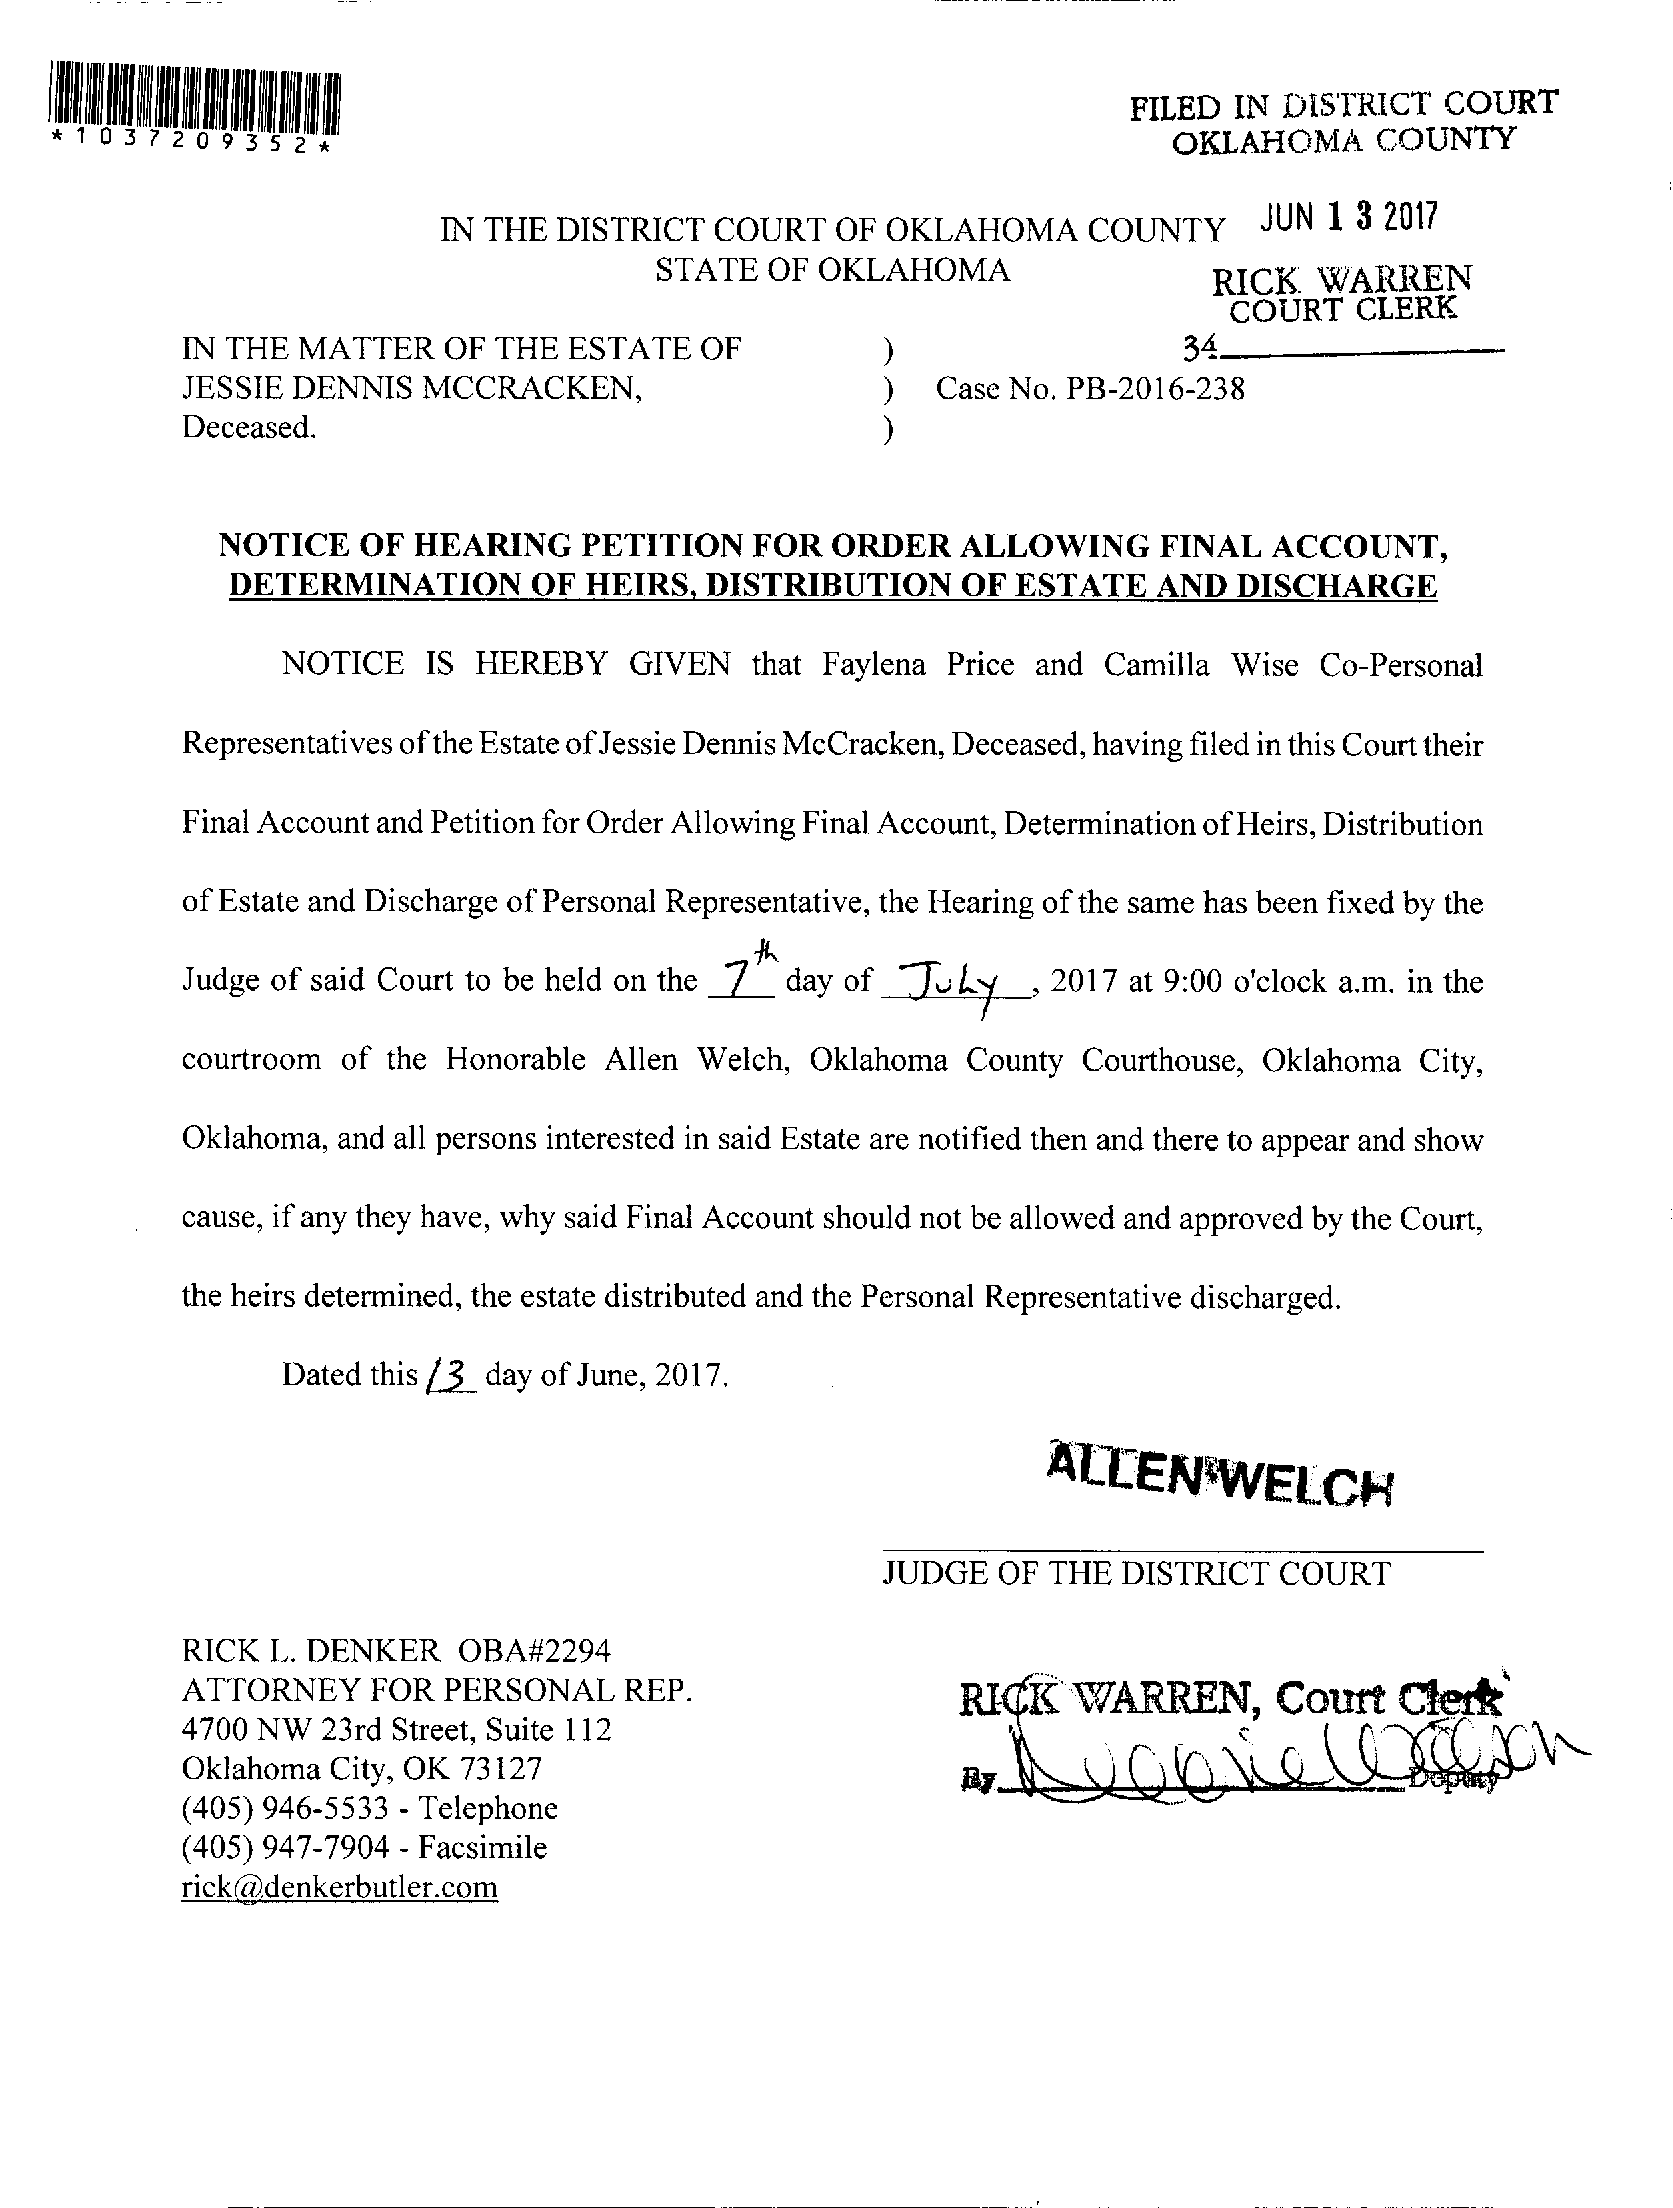 *1037209352*
FILED IN DISTRICT COURT
OKLAHOMA COUNTY
JUN 13 2017
RICK WARREN
COURT CLERK
34
IN THE DISTRICT COURT OF OKLAHOMA COUNTY
STATE OF OKLAHOMA
IN THE MATTER OF THE ESTATE OF )
JESSIE DENNIS MCCRACKEN, ) Case No. PB-2016-238
Deceased. )
NOTICE OF HEARING PETITION FOR ORDER ALLOWING FINAL ACCOUNT,
DETERMINATION OF HEIRS, DISTRIBUTION OF ESTATE AND DISCHARGE
NOTICE IS HEREBY GIVEN that Faylena Price and Camilla Wise Co-Personal
Representatives of the Estate of Jessie Dennis McCracken, Deceased, having filed in this Court their
Final Account and Petition for Order Allowing Final Account, Determination of Heirs, Distribution
of Estate and Discharge of Personal Representative, the Hearing of the same has been fixed by the
Judge of said Court to be held on the 7th day of July, 2017 at 9:00 o'clock a.m. in the
courtroom of the Honorable Allen Welch, Oklahoma County Courthouse, Oklahoma City,
Oklahoma, and all persons interested in said Estate are notified then and there to appear and show
cause, if any they have, why said Final Account should not be allowed and approved by the Court,
the heirs determined, the estate distributed and the Personal Representative discharged.
Dated this 13 day of June, 2017.
ALLEN WELCH
JUDGE OF THE DISTRICT COURT
RICK L. DENKER OBA#2294
ATTORNEY FOR PERSONAL REP.
4700 NW 23rd Street, Suite 112
Oklahoma City, OK 73127
(405) 946-5533 - Telephone
(405) 947-7904 - Facsimile
rick@denkerbutler.com
RICK WARREN, Court Clerk
By Debbie Deputy